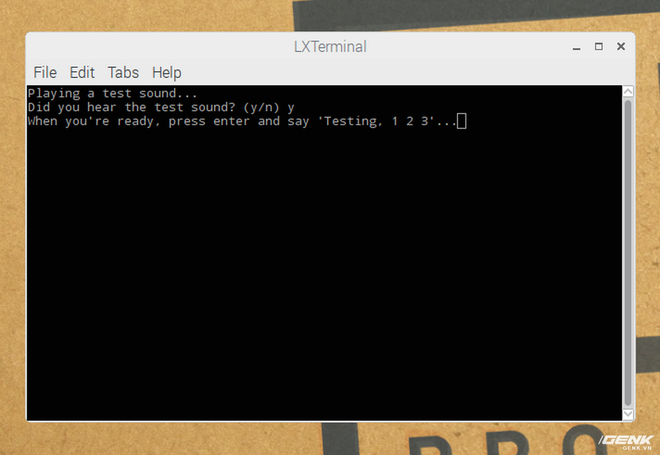 LXTerminal
File Edit Tabs Help
Playing a test sound...
Did you hear the test sound? (y/n) y
When you're ready, press enter and say 'Testing, 1 2 3'...
GENK
GENK.VN